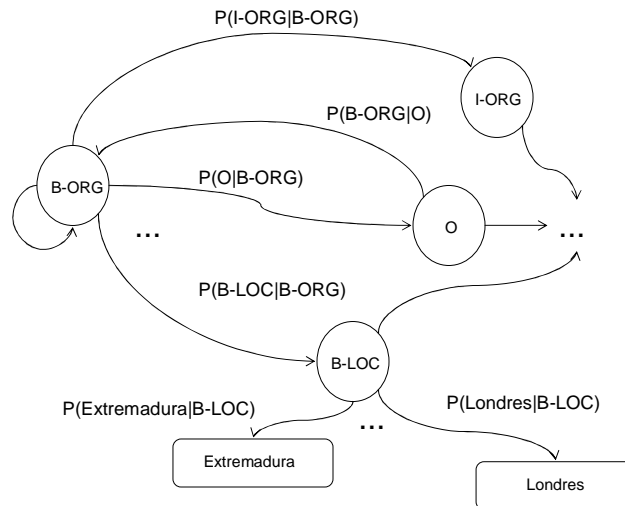 P(I-ORG|B-ORG)
I-ORG
P(B-ORG|O)
B-ORG
P(O|B-ORG)
...
O
...
P(B-LOC|B-ORG)
B-LOC
P(Extremadura|B-LOC)
P(Londres|B-LOC)
...
Extremadura
Londres